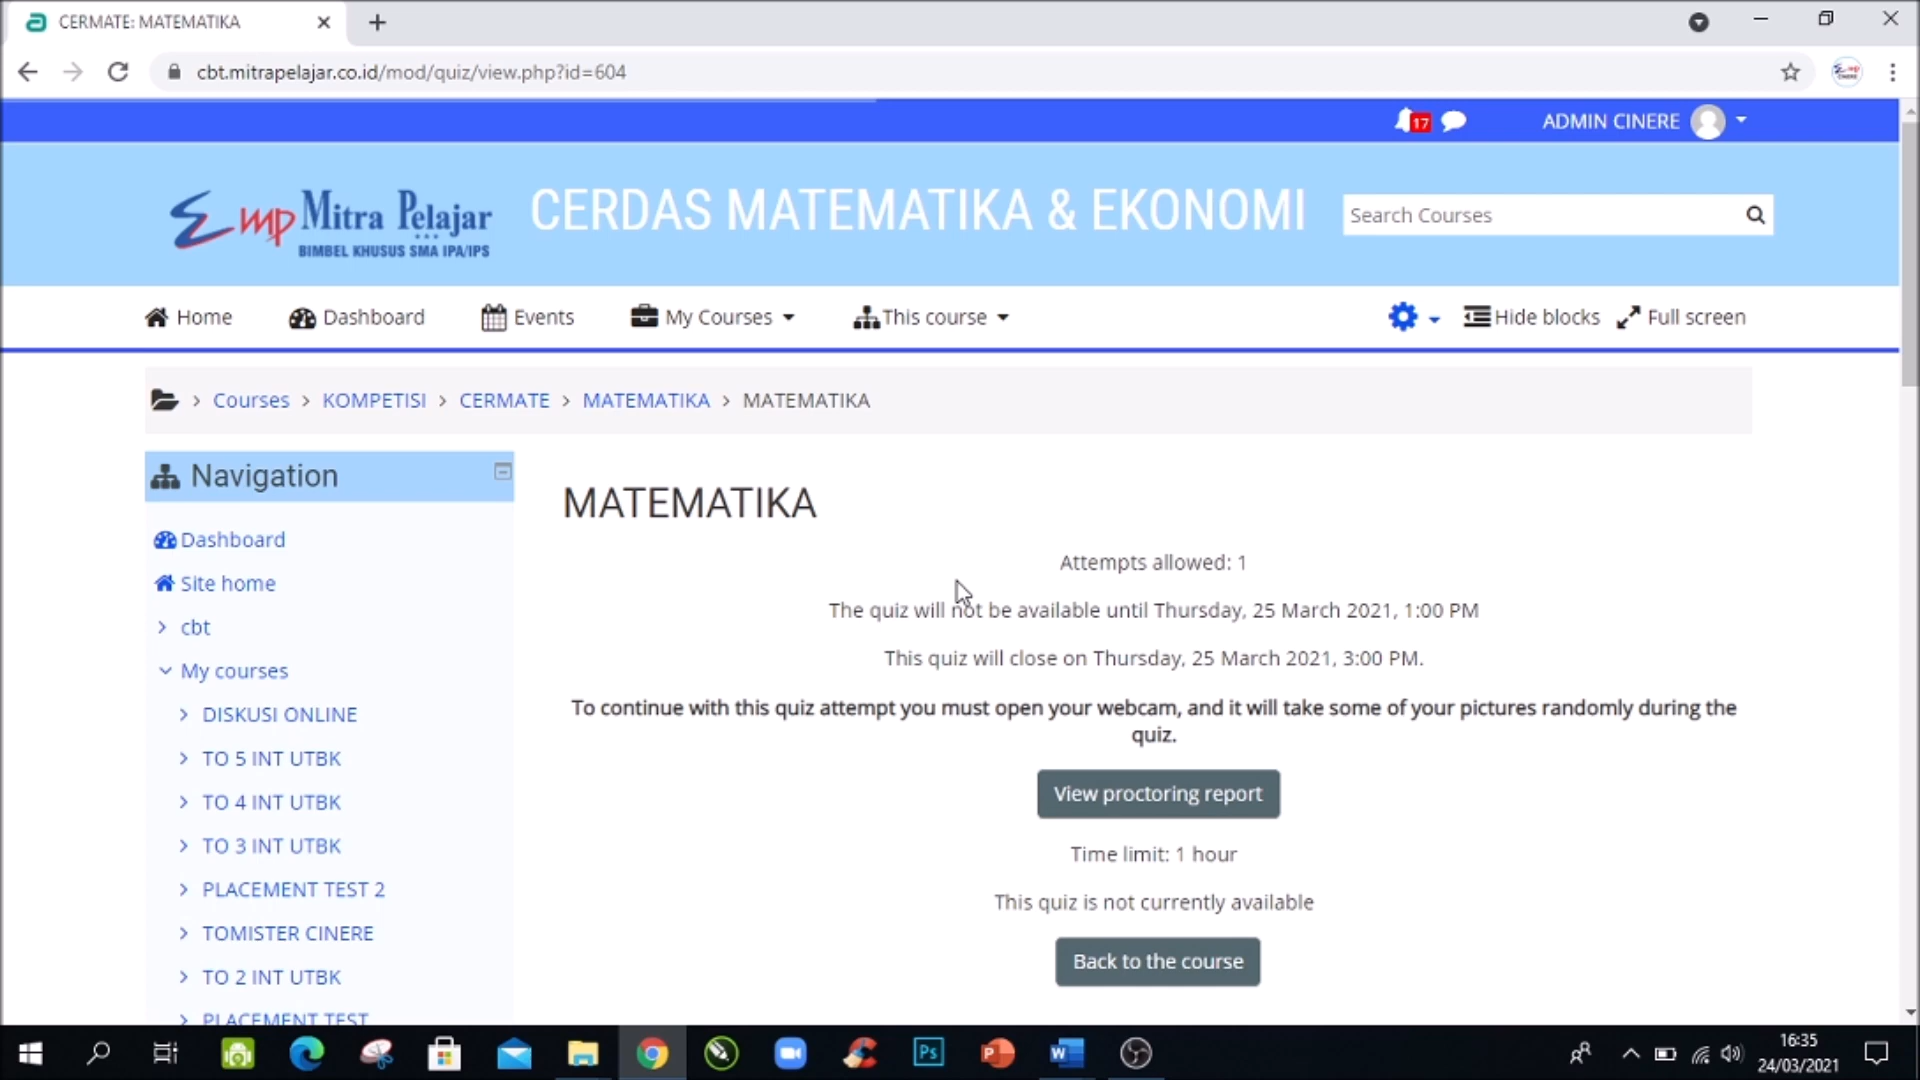 CERMATE: MATEMATIKA
cbt.mitrapelajar.co.id/mod/quiz/view.php?id=604
17
ADMIN CINERE
Emp Mitra Pelajar
BIMBEL KHUSUS SMA IPA/IPS
CERDAS MATEMATIKA & EKONOMI
Search Courses
Home
Dashboard
Events
My Courses
This course
Hide blocks
Full screen
> Courses > KOMPETISI > CERMATE > MATEMATIKA > MATEMATIKA
Navigation
Dashboard
Site home
cbt
My courses
DISKUSI ONLINE
TO 5 INT UTBK
TO 4 INT UTBK
TO 3 INT UTBK
PLACEMENT TEST 2
TOMISTER CINERE
TO 2 INT UTBK
PLACEMENT TEST
MATEMATIKA
Attempts allowed: 1
The quiz will not be available until Thursday, 25 March 2021, 1:00 PM
This quiz will close on Thursday, 25 March 2021, 3:00 PM.
To continue with this quiz attempt you must open your webcam, and it will take some of your pictures randomly during the
quiz.
View proctoring report
Time limit: 1 hour
This quiz is not currently available
Back to the course
Ps
P
W
16:35
24/03/2021